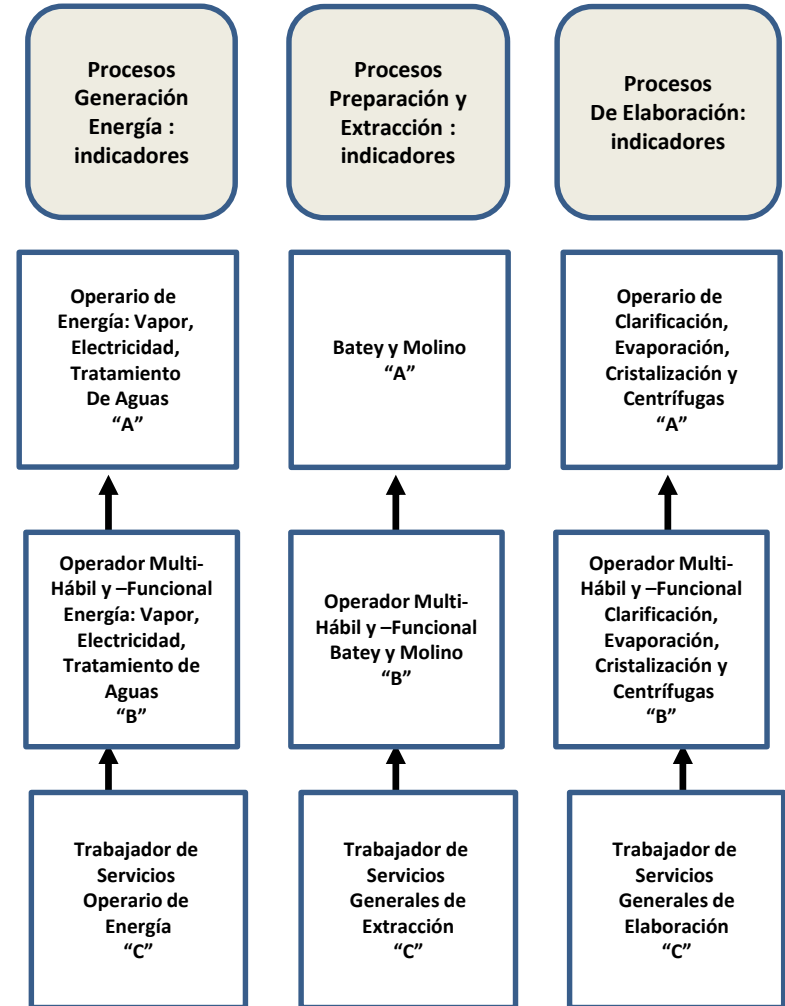 Procesos
Generación
Energía :
indicadores
Procesos
Preparación y
Extracción :
indicadores
Procesos
De Elaboración:
indicadores
Operario de
Energía: Vapor,
Electricidad,
Tratamiento
De Aguas
“A”
Batey y Molino
“A”
Operario de
Clarificación,
Evaporación,
Cristalización y
Centrífugas
“A”
Operador Multi-
Hábil y –Funcional
Energía: Vapor,
Electricidad,
Tratamiento de
Aguas
“B”
Operador Multi-
Hábil y –Funcional
Batey y Molino
“B”
Operador Multi-
Hábil y –Funcional
Clarificación,
Evaporación,
Cristalización y
Centrífugas
“B”
Trabajador de
Servicios
Operario de
Energía
“C”
Trabajador de
Servicios
Generales de
Extracción
“C”
Trabajador de
Servicios
Generales de
Elaboración
“C”